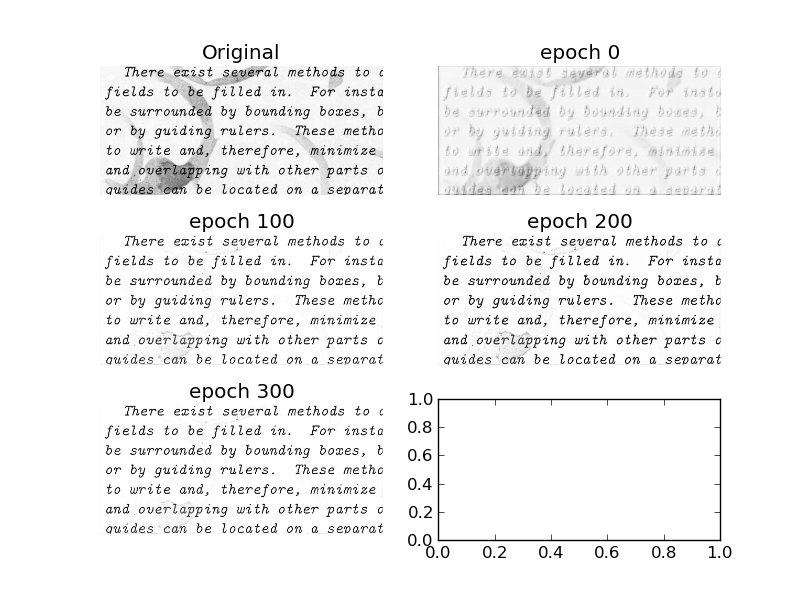 Original
There exist several methods to
fields to be filled in. For insta
be surrounded by bounding boxes, b
or by guiding rulers. These metho
to write and, therefore, minimize
and overlapping with other parts o
guides can be located on a separat
epoch 0
There exist several methods to
fields to be filled in. For insta
be surrounded by bounding boxes, b
or by guiding rulers. These metho
to write and, therefore, minimize
and overlapping with other parts o
guides can be located on a separat
epoch 100
There exist several methods to
fields to be filled in. For insta
be surrounded by bounding boxes, b
or by guiding rulers. These metho
to write and, therefore, minimize
and overlapping with other parts o
guides can be located on a separat
epoch 200
There exist several methods to
fields to be filled in. For insta
be surrounded by bounding boxes, b
or by guiding rulers. These metho
to write and, therefore, minimize
and overlapping with other parts o
guides can be located on a separat
epoch 300
There exist several methods to
fields to be filled in. For insta
be surrounded by bounding boxes, b
or by guiding rulers. These metho
to write and, therefore, minimize
and overlapping with other parts o
guides can be located on a separat
1.0
0.8
0.6
0.4
0.2
0.0
0.0 0.2 0.4 0.6 0.8 1.0